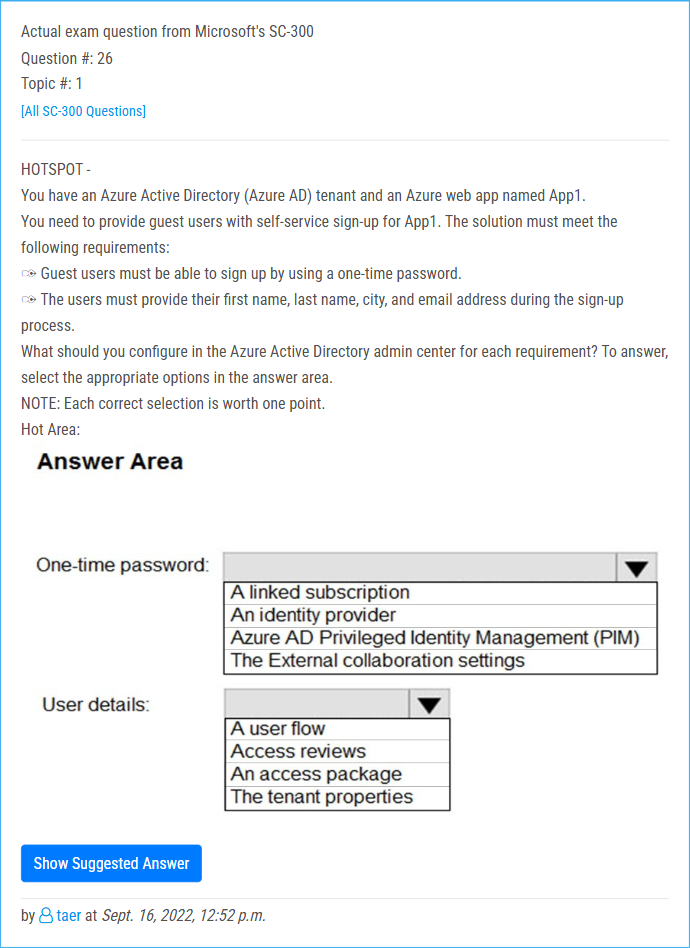 Actual exam question from Microsoft's SC-300
Question #: 26
Topic #: 1
[All SC-300 Questions]
HOTSPOT -
You have an Azure Active Directory (Azure AD) tenant and an Azure web app named App1.
You need to provide guest users with self-service sign-up for App1. The solution must meet the
following requirements:
Guest users must be able to sign up by using a one-time password.
The users must provide their first name, last name, city, and email address during the sign-up
process.
What should you configure in the Azure Active Directory admin center for each requirement? To answer,
select the appropriate options in the answer area.
NOTE: Each correct selection is worth one point.
Hot Area:
Answer Area
One-time password:
A linked subscription
An identity provider
Azure AD Privileged Identity Management (PIM)
The External collaboration settings
User details:
A user flow
Access reviews
An access package
The tenant properties
Show Suggested Answer
by taer at Sept. 16, 2022, 12:52 p.m.